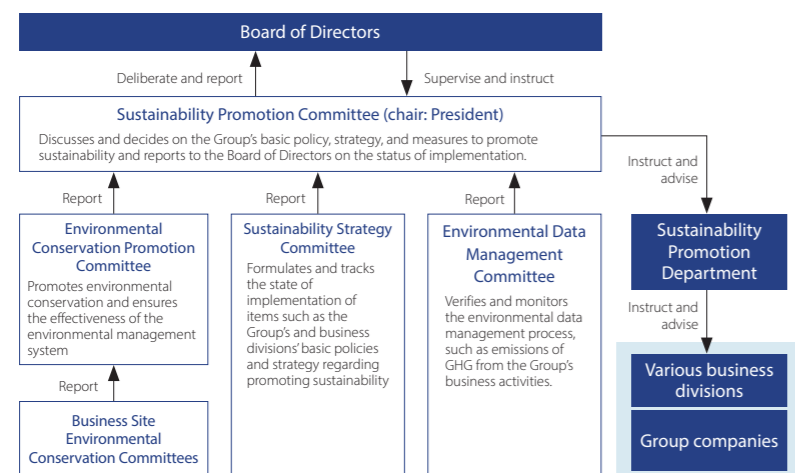 Board of Directors
Deliberate and report
Supervise and instruct
Sustainability Promotion Committee (chair: President)
Discusses and decides on the Group's basic policy, strategy, and measures to promote
sustainability and reports to the Board of Directors on the status of implementation.
Instruct and
advise
Report
Report
Report
Environmental
Conservation Promotion
Committee
Promotes environmental
conservation and ensures
the effectiveness of the
environmental management
system
Sustainability Strategy
Committee
Formulates and tracks
the state of
implementation of
items such as the
Group's and business
divisions' basic policies
and strategy regarding
promoting sustainability
Environmental Data
Management
Committee
Verifies and monitors
the environmental data
management process,
such as emissions of
GHG from the Group's
business activities.
Sustainability
Promotion
Department
Instruct and
advise
Report
Business Site
Environmental
Conservation Committees
Various business
divisions
Group companies